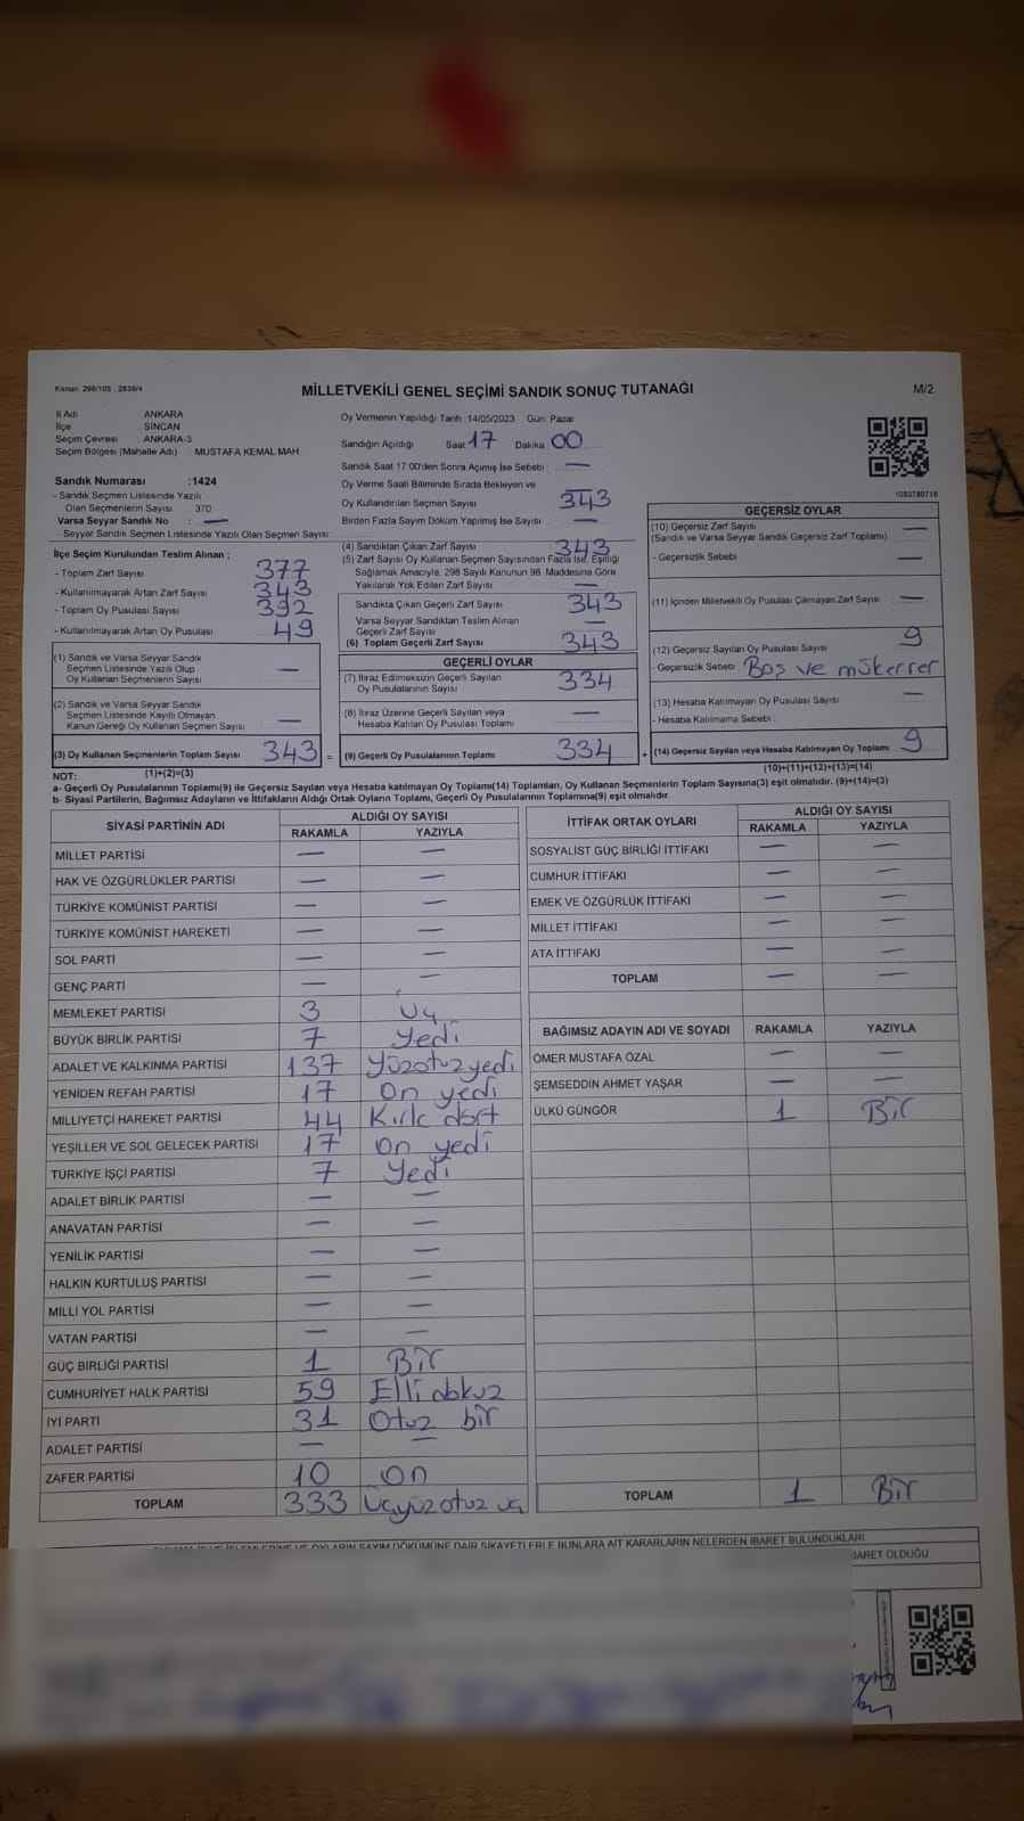 Kanun: 298/105 : 2839/4
MİLLETVEKİLİ GENEL SEÇİMİ SANDIK SONUÇ TUTANAĞI
M/2
İl Adı ANKARA
İlçe SİNCAN
Seçim Çevresi ANKARA-3
Seçim Bölgesi (Mahalle Adı) MUSTAFA KEMAL MAH.
Sandık Numarası :1424
- Sandık Seçmen Listesinde Yazılı
Olan Seçmenlerin Sayısı 370
Varsa Seyyar Sandık No : —
- Seyyar Sandık Seçmen Listesinde Yazılı Olan Seçmen Sayısı
İlçe Seçim Kurulundan Teslim Alınan ;
- Toplam Zarf Sayısı 377
- Kullanılmayarak Artan Zarf Sayısı 343
- Toplam Oy Pusulası Sayısı 392
- Kullanılmayarak Artan Oy Pusulası 49
(1) Sandık ve Varsa Seyyar Sandık
Seçmen Listesinde Yazılı Olup
Oy Kullanan Seçmenlerin Sayısı —
(2) Sandık ve Varsa Seyyar Sandık
Seçmen Listesinde Kayıtlı Olmayan
Kanun Gereği Oy Kullanan Seçmen Sayısı —
(3) Oy Kullanan Seçmenlerin Toplam Sayısı 343 =
(1)+(2)=(3)
Oy Vermenin Yapıldığı Tarih :14/05/2023 Gün: Pazar
Sandığın Açıldığı Saat 17 Dakika 00
Sandık Saat 17.00'den Sonra Açımış İse Sebebi : —
Oy Verme Saati Bitiminde Sırada Bekleyen ve
Oy Kullandırılan Seçmen Sayısı 343
Birden Fazla Sayım Döküm Yapılmış İse Sayısı —
(4) Sandıktan Çıkan Zarf Sayısı 343
(5) Zarf Sayısı Oy Kullanan Seçmen Sayısından Fazla İse, Eşitliği
Sağlamak Amacıyla, 298 Sayılı Kanunun 98. Maddesine Göre
Yakılarak Yok Edilen Zarf Sayısı —
Sandıkta Çıkan Geçerli Zarf Sayısı 343
Varsa Seyyar Sandıktan Teslim Alınan
Geçerli Zarf Sayısı —
(6) Toplam Geçerli Zarf Sayısı 343
GEÇERLİ OYLAR
(7) İtiraz Edilmeksizin Geçerli Sayılan
Oy Pusulalarının Sayısı 334
(8) İtiraz Üzerine Geçerli Sayılan veya
Hesaba Katılan Oy Pusulası Toplamı —
(9) Geçerli Oy Pusulalarının Toplamı 334 +
1083780716
GEÇERSİZ OYLAR
(10) Geçersiz Zarf Sayısı —
(Sandık ve Varsa Seyyar Sandık Geçersiz Zarf Toplamı)
- Geçersizlik Sebebi —
(11) İçinden Milletvekili Oy Pusulası Çıkmayan Zarf Sayısı —
(12) Geçersiz Sayılan Oy Pusulası Sayısı 9
- Geçersizlik Sebebi : Boş ve mükerrer
(13) Hesaba Katılmayan Oy Pusulası Sayısı —
- Hesaba Katılmama Sebebi :
(14) Geçersiz Sayılan veya Hesaba Katılmayan Oy Toplamı 9
(10)+(11)+(12)+(13)=(14)
NOT:
a- Geçerli Oy Pusulalarının Toplamı(9) ile Geçersiz Sayılan veya Hesaba katılmayan Oy Toplamı(14) Toplamları, Oy Kullanan Seçmenlerin Toplam Sayısına(3) eşit olmalıdır. (9)+(14)=(3)
b- Siyasi Partilerin, Bağımsız Adayların ve İttifakların Aldığı Ortak Oyların Toplamı, Geçerli Oy Pusulalarının Toplamına(9) eşit olmalıdır.
SİYASİ PARTİNİN ADI ALDIĞI OY SAYISI
RAKAMLA YAZIYLA
MİLLET PARTİSİ — —
HAK VE ÖZGÜRLÜKLER PARTİSİ — —
TÜRKİYE KOMÜNİST PARTİSİ — —
TÜRKİYE KOMÜNİST HAREKETİ — —
SOL PARTİ — —
GENÇ PARTİ — —
MEMLEKET PARTİSİ 3 Üç
BÜYÜK BİRLİK PARTİSİ 7 Yedi
ADALET VE KALKINMA PARTİSİ 137 Yüzotuzyedi
YENİDEN REFAH PARTİSİ 17 On yedi
MİLLİYETÇİ HAREKET PARTİSİ 44 Kırk dört
YEŞİLLER VE SOL GELECEK PARTİSİ 17 On yedi
TÜRKİYE İŞÇİ PARTİSİ 7 Yedi
ADALET BİRLİK PARTİSİ — —
ANAVATAN PARTİSİ — —
YENİLİK PARTİSİ — —
HALKIN KURTULUŞ PARTİSİ — —
MİLLİ YOL PARTİSİ — —
VATAN PARTİSİ — —
GÜÇ BİRLİĞİ PARTİSİ 1 Bir
CUMHURİYET HALK PARTİSİ 59 Elli dokuz
İYİ PARTİ 31 Otuz bir
ADALET PARTİSİ — —
ZAFER PARTİSİ 10 On
TOPLAM 333 Üçyüzotuz üç
İTTİFAK ORTAK OYLARI ALDIĞI OY SAYISI
RAKAMLA YAZIYLA
SOSYALİST GÜÇ BİRLİĞİ İTTİFAKI — —
CUMHUR İTTİFAKI — —
EMEK VE ÖZGÜRLÜK İTTİFAKI — —
MİLLET İTTİFAKI — —
ATA İTTİFAKI — —
TOPLAM — —
BAĞIMSIZ ADAYIN ADI VE SOYADI RAKAMLA YAZIYLA
ÖMER MUSTAFA ÖZAL — —
ŞEMSEDDİN AHMET YAŞAR — —
ÜLKÜ GÜNGÖR 1 Bir
TOPLAM 1 Bir
OYLARIN SAYIM DÖKÜMÜNE DAİR ŞİKAYETLERLE BUNLARA AİT KARARLARIN NELERDEN İBARET BULUNDUKLARI
İBARET OLDUĞU